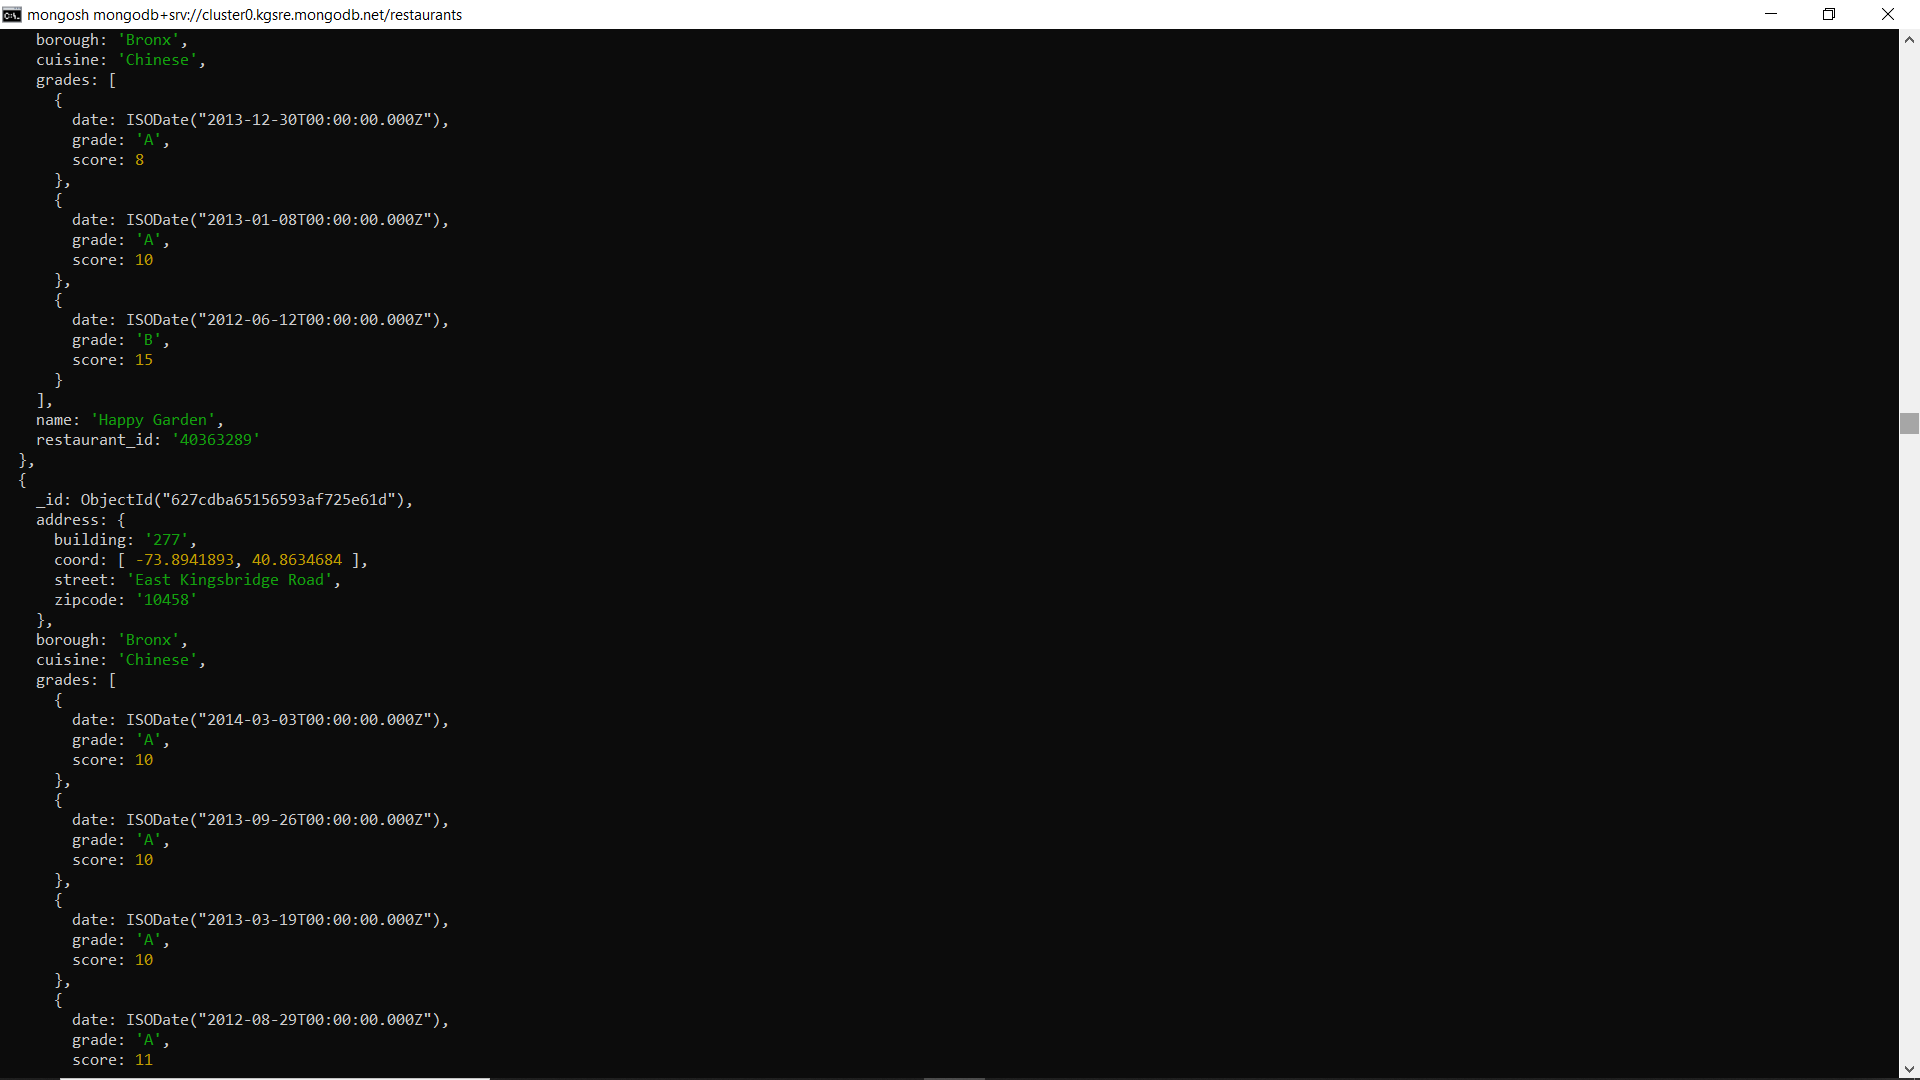 mongosh mongodb+srv://cluster0.kgsre.mongodb.net/restaurants
    borough: 'Bronx',
    cuisine: 'Chinese',
    grades: [
      {
        date: ISODate("2013-12-30T00:00:00.000Z"),
        grade: 'A',
        score: 8
      },
      {
        date: ISODate("2013-01-08T00:00:00.000Z"),
        grade: 'A',
        score: 10
      },
      {
        date: ISODate("2012-06-12T00:00:00.000Z"),
        grade: 'B',
        score: 15
      }
    ],
    name: 'Happy Garden',
    restaurant_id: '40363289'
  },
  {
    _id: ObjectId("627cdba65156593af725e61d"),
    address: {
      building: '277',
      coord: [ -73.8941893, 40.8634684 ],
      street: 'East Kingsbridge Road',
      zipcode: '10458'
    },
    borough: 'Bronx',
    cuisine: 'Chinese',
    grades: [
      {
        date: ISODate("2014-03-03T00:00:00.000Z"),
        grade: 'A',
        score: 10
      },
      {
        date: ISODate("2013-09-26T00:00:00.000Z"),
        grade: 'A',
        score: 10
      },
      {
        date: ISODate("2013-03-19T00:00:00.000Z"),
        grade: 'A',
        score: 10
      },
      {
        date: ISODate("2012-08-29T00:00:00.000Z"),
        grade: 'A',
        score: 11